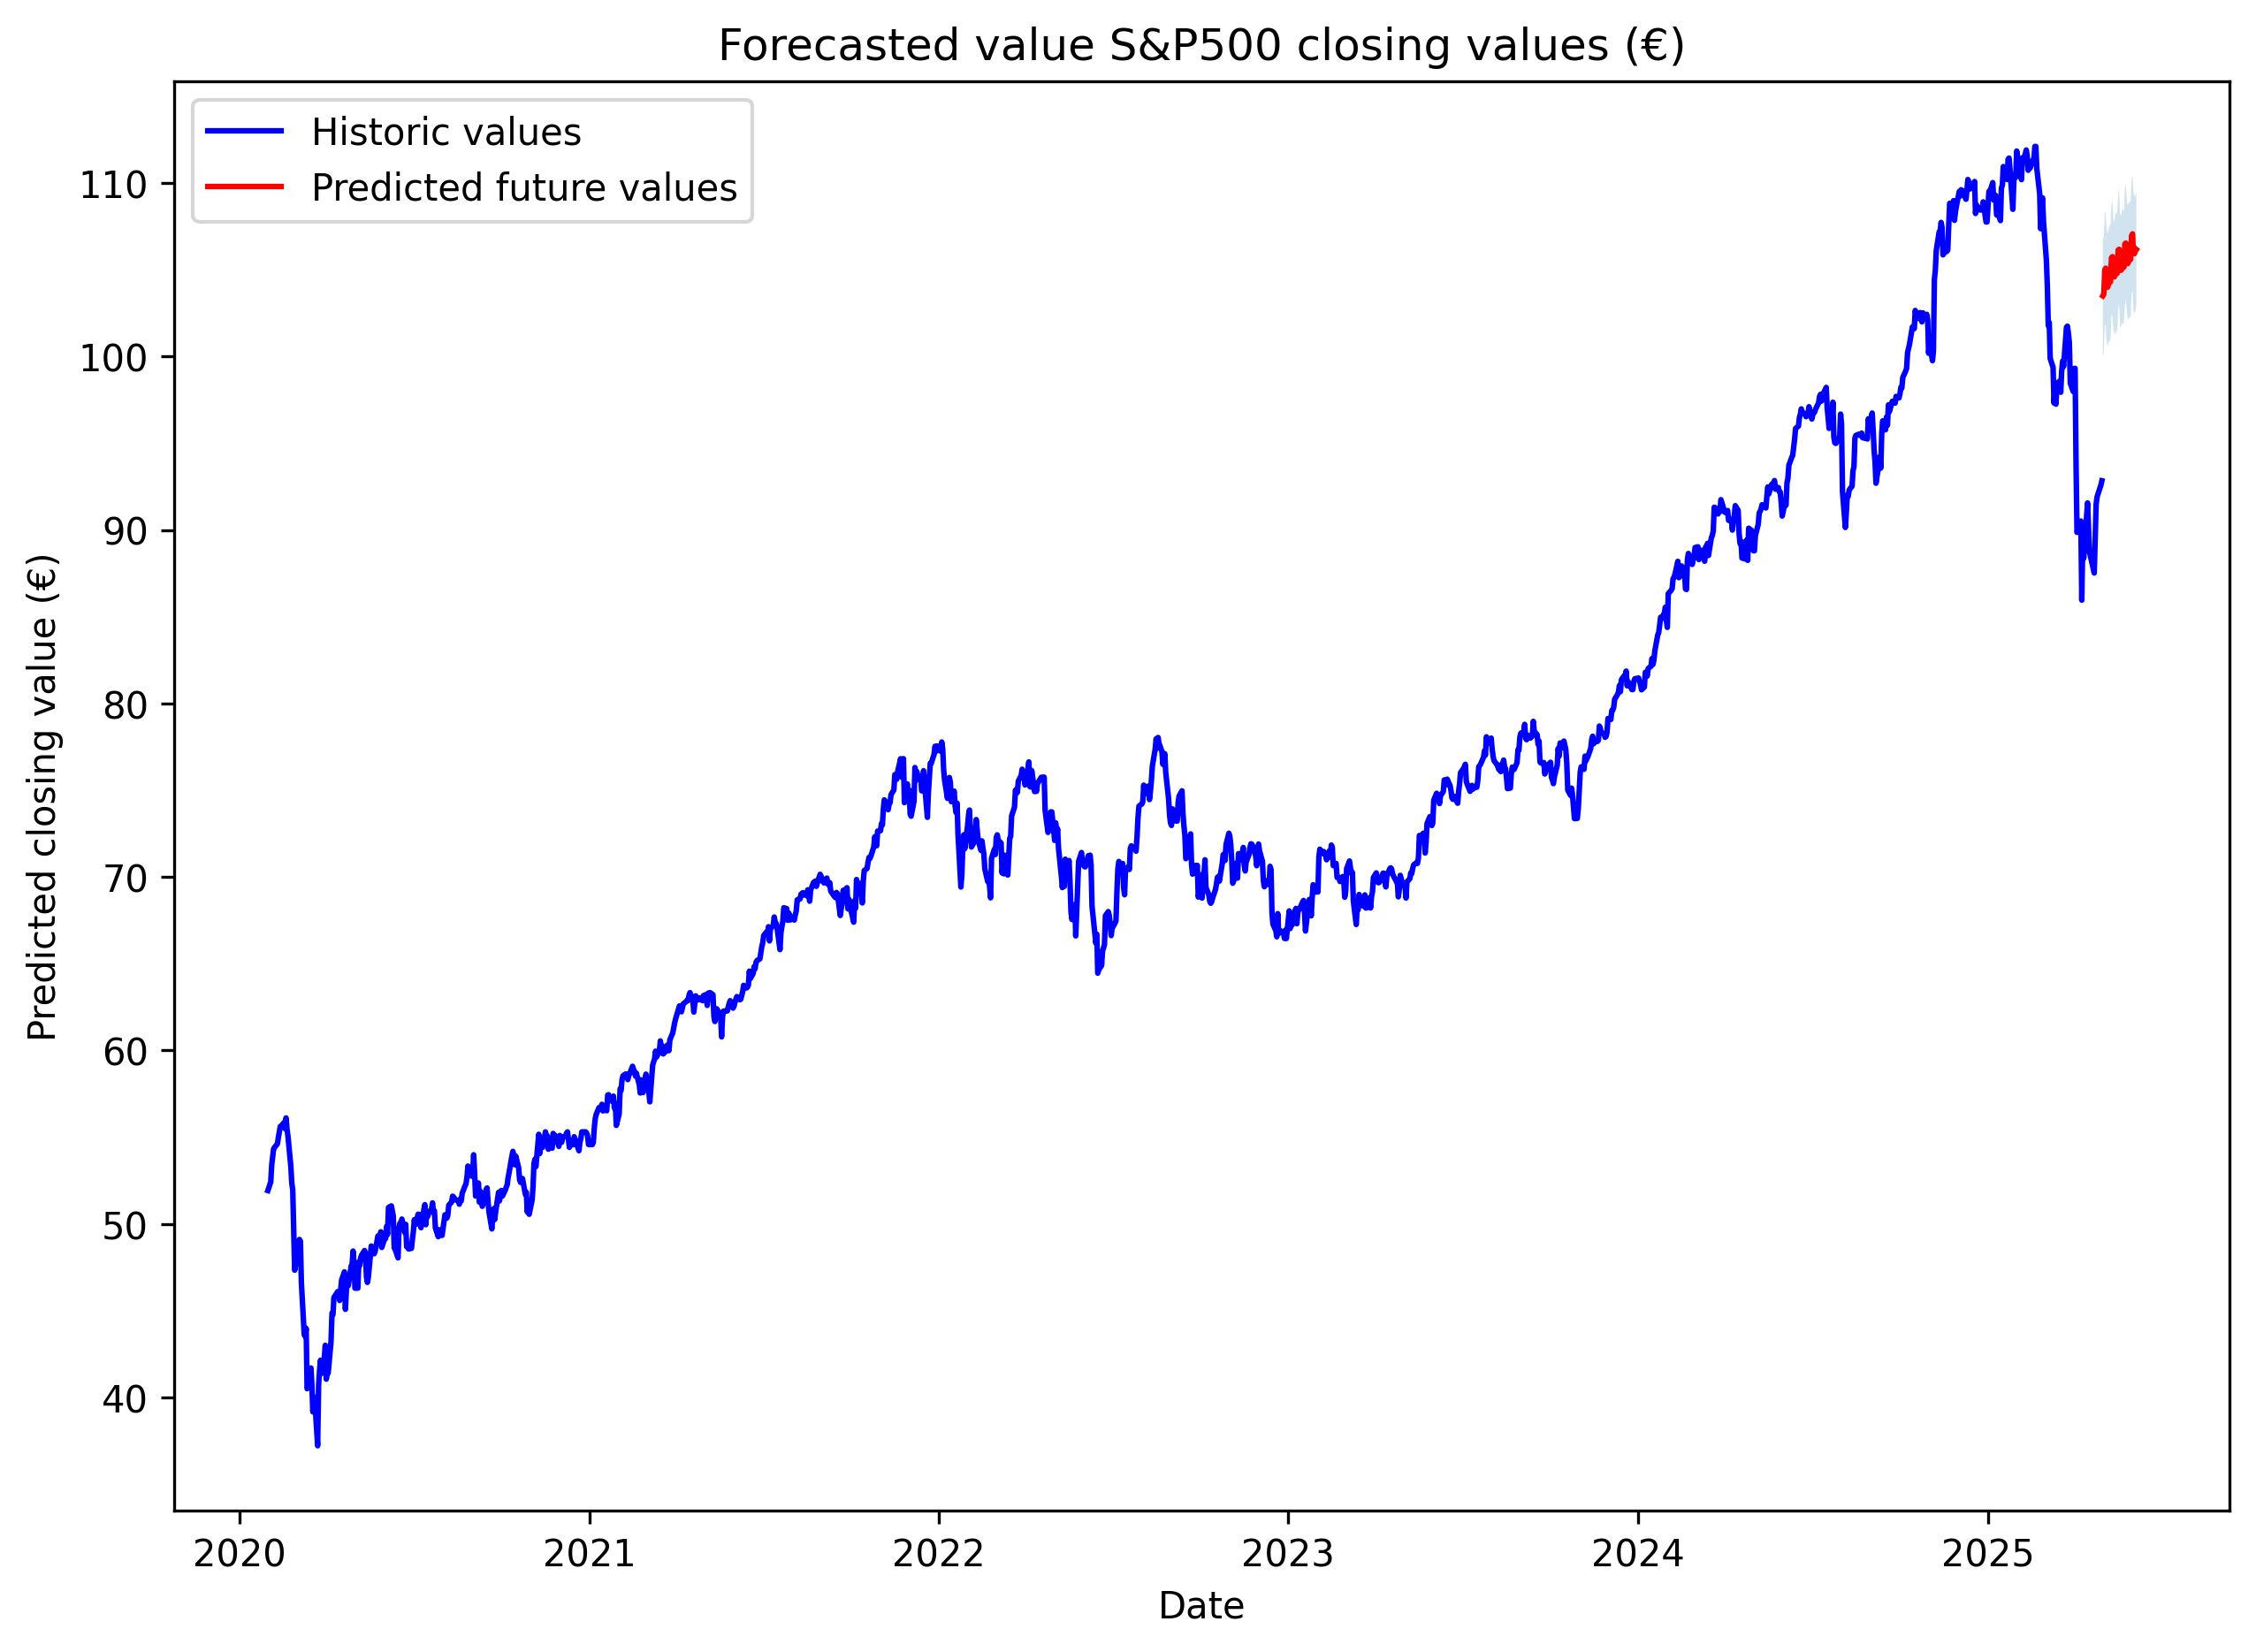 Forecasted value S&P500 closing values (€)
Historic values
Predicted future values
110
100
90
80
70
60
50
40
Predicted closing value (€)
2020
2021
2022
2023
2024
2025
Date